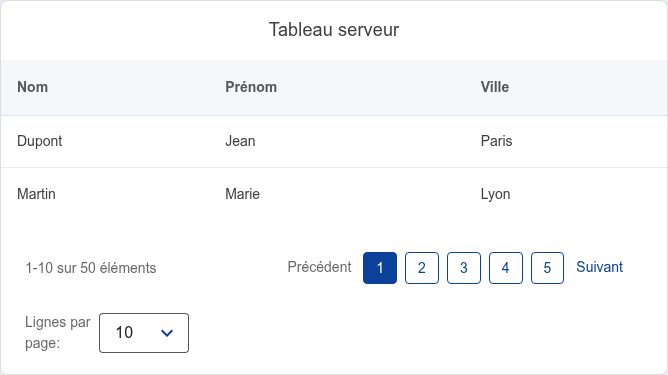 Tableau serveur
Nom Prénom Ville
Dupont Jean Paris
Martin Marie Lyon
1-10 sur 50 éléments Précédent 1 2 3 4 5 Suivant
Lignes par
page: 10